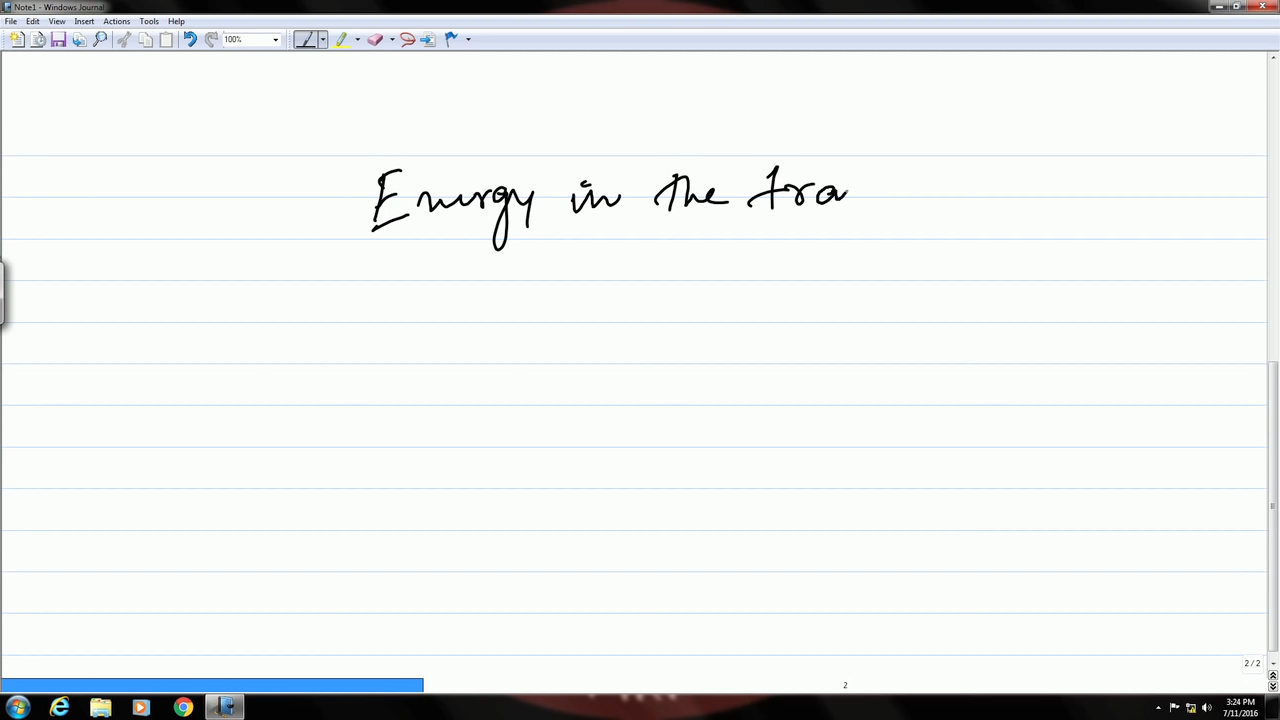 Note1 - Windows Journal
File Edit View Insert Actions Tools Help
100%
Energy in the tra
2 / 2
2
3:24 PM
7/11/2016